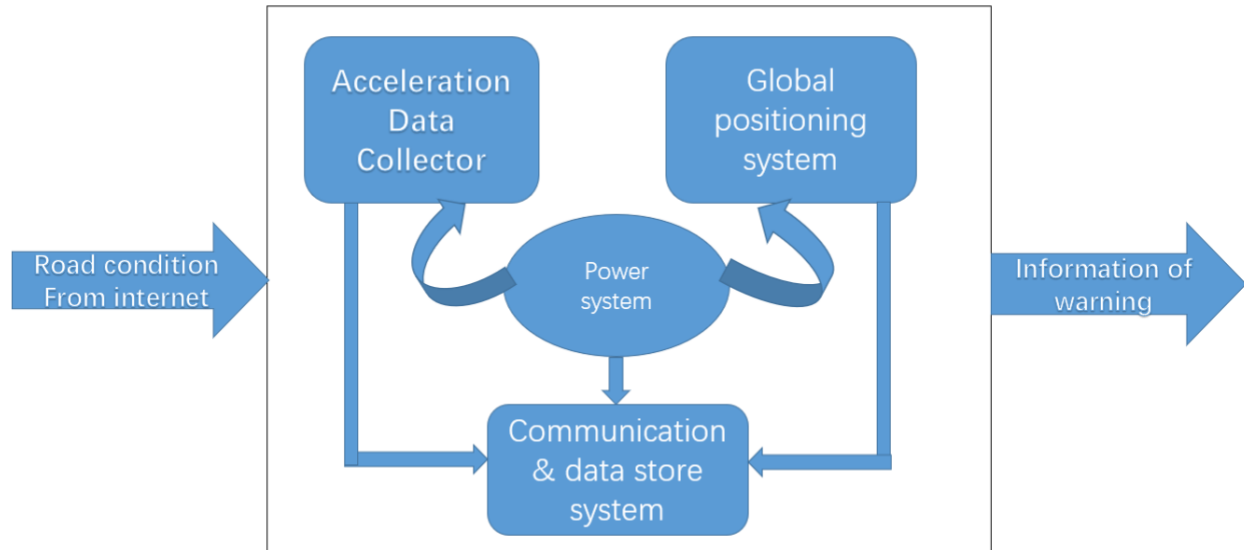 Acceleration
Data
Collector
Global
positioning
system
Road condition
From internet
Power
system
Information of
warning
Communication
& data store
system